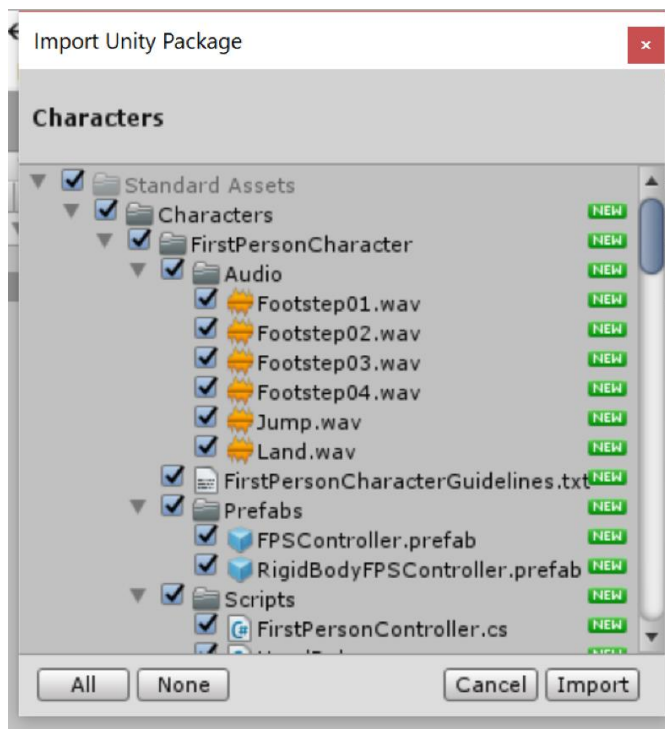 Import Unity Package
x
Characters
Standard Assets
Characters NEW
FirstPersonCharacter NEW
Audio NEW
Footstep01.wav NEW
Footstep02.wav NEW
Footstep03.wav NEW
Footstep04.wav NEW
Jump.wav NEW
Land.wav NEW
FirstPersonCharacterGuidelines.txt NEW
Prefabs NEW
FPSController.prefab NEW
RigidBodyFPSController.prefab NEW
Scripts NEW
C# FirstPersonController.cs NEW
All None Cancel Import